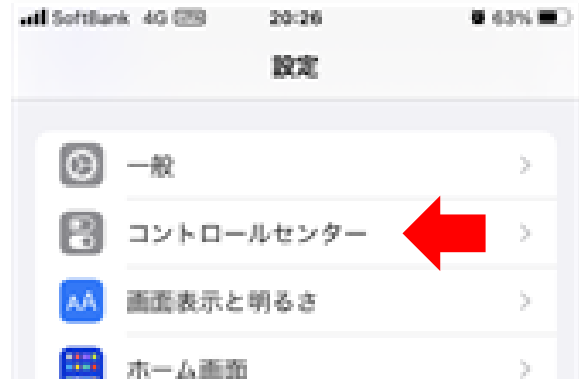 SoftBank 4G 20:26 63%
設定
一般
コントロールセンター
AA 画面表示と明るさ
ホーム画面